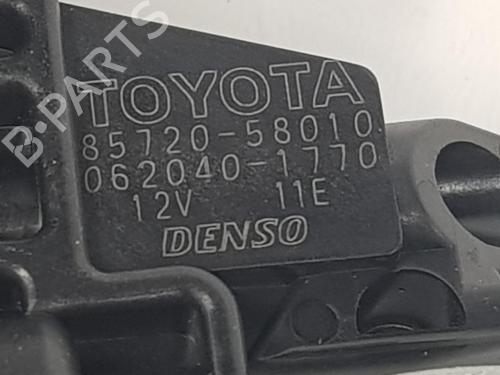 B-PARTS
TOYOTA
85720-58010
062040-1770
12V 11E
DENSO